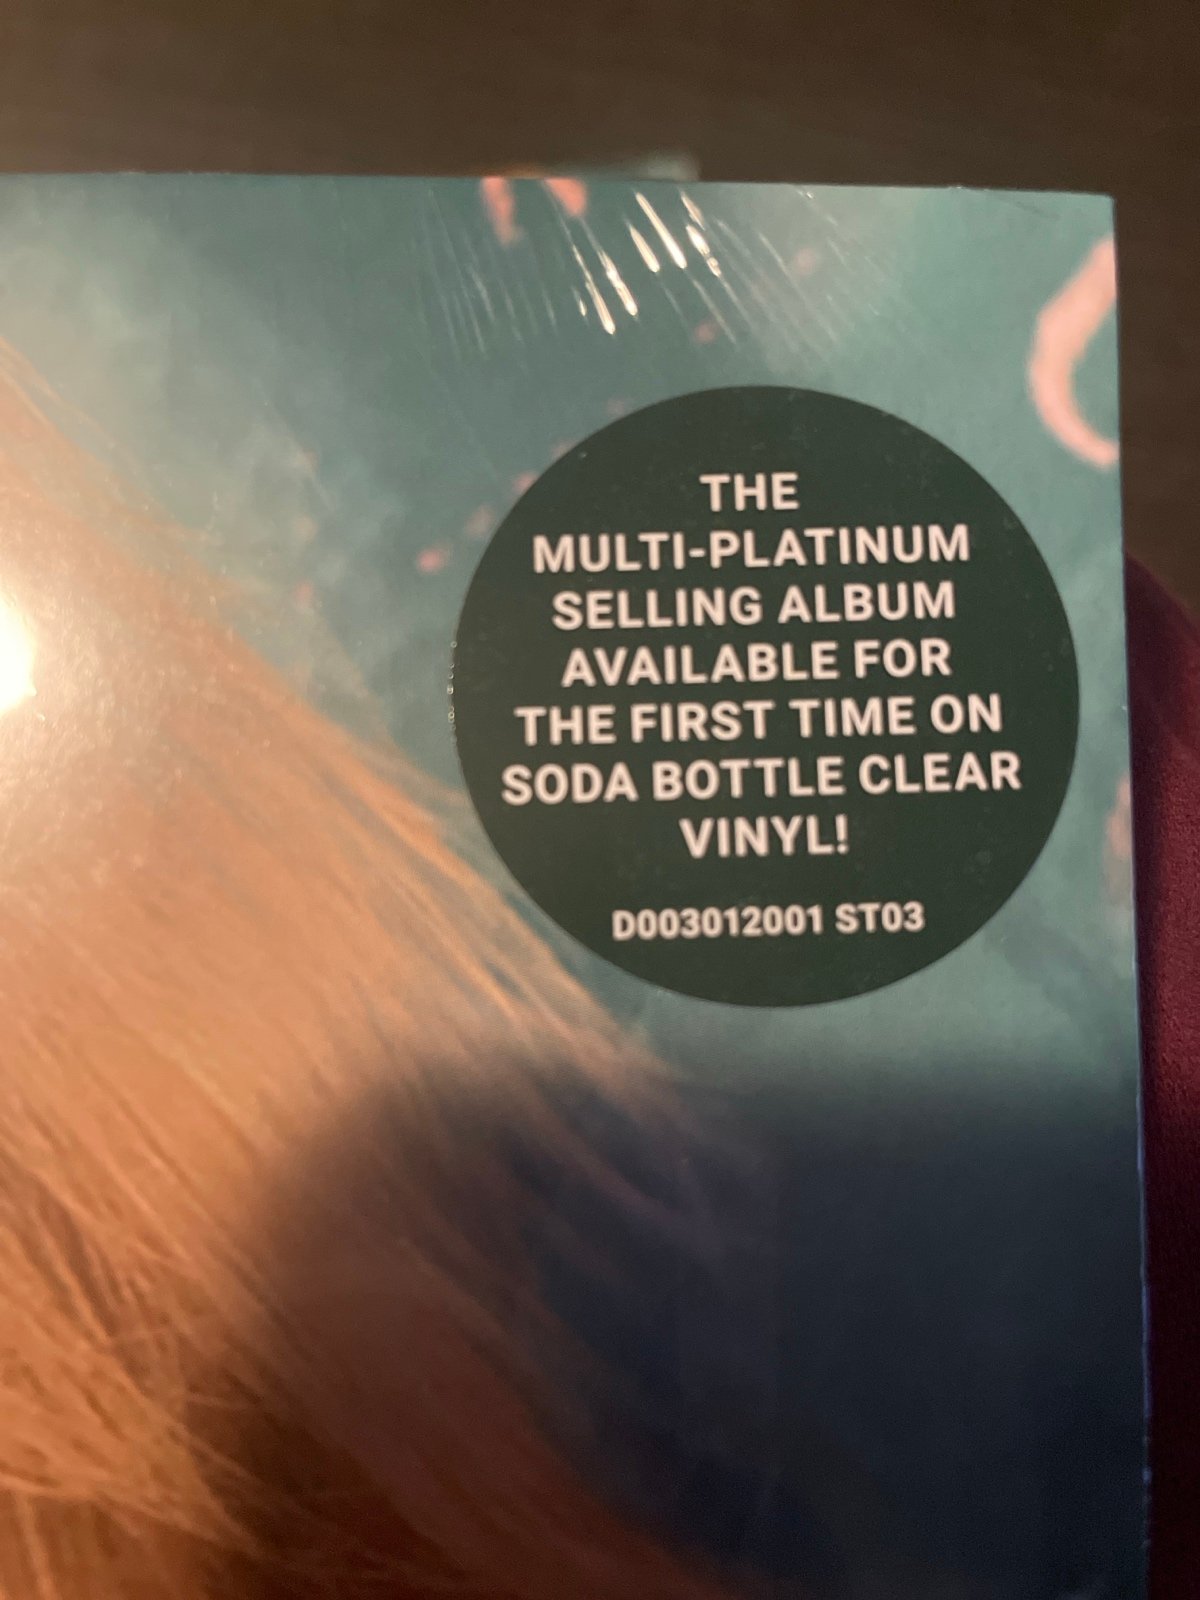 THE
MULTI-PLATINUM
SELLING ALBUM
AVAILABLE FOR
THE FIRST TIME ON
SODA BOTTLE CLEAR
VINYL!
D003012001 ST03